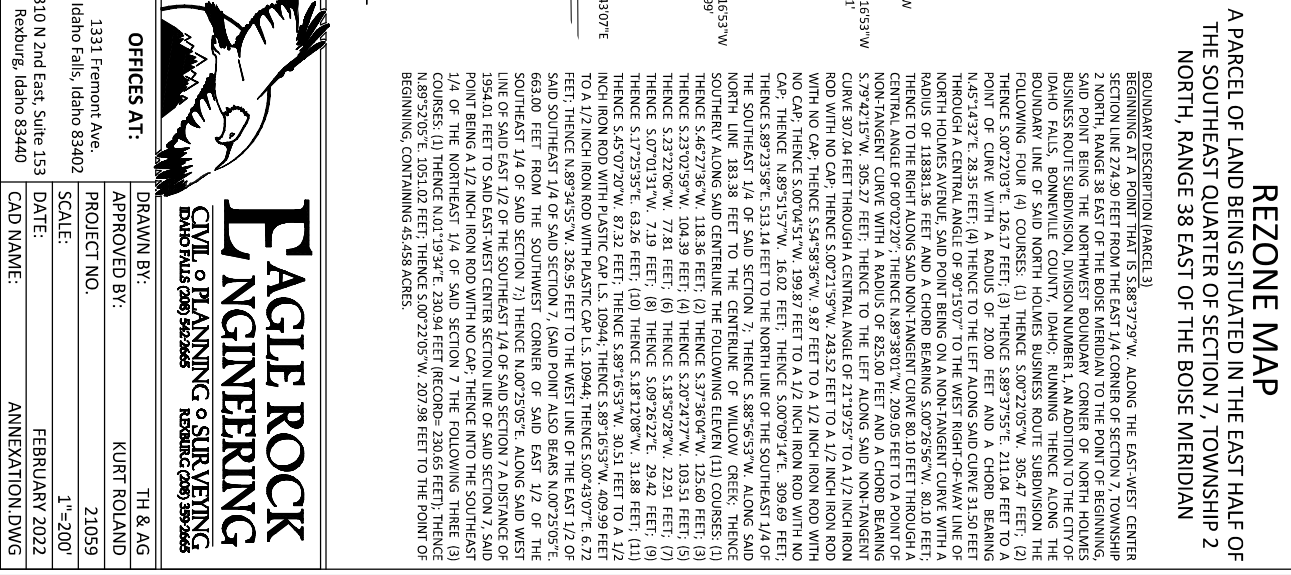 REZONE MAP
A PARCEL OF LAND BEING SITUATED IN THE EAST HALF OF
THE SOUTHEAST QUARTER OF SECTION 7, TOWNSHIP 2
NORTH, RANGE 38 EAST OF THE BOISE MERIDIAN
BOUNDARY DESCRIPTION (PARCEL 3)
BEGINNING AT A POINT THAT IS S.88°37'29"W. ALONG THE EAST-WEST CENTER
SECTION LINE 274.90 FEET FROM THE EAST 1/4 CORNER OF SECTION 7, TOWNSHIP
2 NORTH, RANGE 38 EAST OF THE BOISE MERIDIAN TO THE POINT OF BEGINNING,
SAID POINT BEING THE NORTHWEST BOUNDARY CORNER OF NORTH HOLMES
BUSINESS ROUTE SUBDIVISION, DIVISION NUMBER 1, AN ADDITION TO THE CITY OF
IDAHO FALLS, BONNEVILLE COUNTY, IDAHO; RUNNING THENCE ALONG THE
BOUNDARY LINE OF SAID NORTH HOLMES BUSINESS ROUTE SUBDIVISION THE
FOLLOWING FOUR (4) COURSES: (1) THENCE S.00°22'05"W. 305.47 FEET; (2)
THENCE S.00°22'03"E. 126.17 FEET; (3) THENCE S.89°37'55"E. 211.04 FEET TO A
POINT OF CURVE WITH A RADIUS OF 20.00 FEET AND A CHORD BEARING
N.45°14'32"E. 28.35 FEET; (4) THENCE TO THE LEFT ALONG SAID CURVE 31.50 FEET
THROUGH A CENTRAL ANGLE OF 90°15'07" TO THE WEST RIGHT-OF-WAY LINE OF
NORTH HOLMES AVENUE, SAID POINT BEING ON A NON-TANGENT CURVE WITH A
RADIUS OF 118381.36 FEET AND A CHORD BEARING S.00°26'56"W. 80.10 FEET;
THENCE TO THE RIGHT ALONG SAID NON-TANGENT CURVE 80.10 FEET THROUGH A
CENTRAL ANGLE OF 00°02'20"; THENCE N.89°38'01"W. 209.05 FEET TO A POINT OF
NON-TANGENT CURVE WITH A RADIUS OF 825.00 FEET AND A CHORD BEARING
S.79°42'15"W. 305.27 FEET; THENCE TO THE LEFT ALONG SAID NON-TANGENT
CURVE 307.04 FEET THROUGH A CENTRAL ANGLE OF 21°19'25" TO A 1/2 INCH IRON
ROD WITH NO CAP; THENCE S.00°21'59"W. 243.52 FEET TO A 1/2 INCH IRON ROD
WITH NO CAP; THENCE S.54°58'36"W. 9.87 FEET TO A 1/2 INCH IRON ROD WITH
NO CAP; THENCE S.00°04'51"W. 199.87 FEET TO A 1/2 INCH IRON ROD WITH NO
CAP; THENCE N.89°51'57"W. 16.02 FEET; THENCE S.00°09'14"E. 309.69 FEET;
THENCE S.89°23'58"E. 513.14 FEET TO THE NORTH LINE OF THE SOUTHEAST 1/4 OF
THE SOUTHEAST 1/4 OF SAID SECTION 7; THENCE S.88°56'53"W. ALONG SAID
NORTH LINE 183.38 FEET TO THE CENTERLINE OF WILLOW CREEK; THENCE
SOUTHERLY ALONG SAID CENTERLINE THE FOLLOWING ELEVEN (11) COURSES: (1)
THENCE S.46°27'36"W. 118.36 FEET; (2) THENCE S.37°36'04"W. 125.60 FEET; (3)
THENCE S.23°02'59"W. 104.39 FEET; (4) THENCE S.20°24'27"W. 103.51 FEET; (5)
THENCE S.23°22'06"W. 77.81 FEET; (6) THENCE S.18°50'28"W. 22.91 FEET; (7)
THENCE S.07°01'31"W. 7.19 FEET; (8) THENCE S.09°26'22"E. 29.42 FEET; (9)
THENCE S.17°25'35"E. 63.26 FEET; (10) THENCE S.18°12'08"W. 31.88 FEET; (11)
THENCE S.45°07'20"W. 87.32 FEET; THENCE S.89°16'53"W. 30.51 FEET TO A 1/2
INCH IRON ROD WITH PLASTIC CAP L.S. 10944; THENCE S.89°16'53"W. 409.99 FEET
TO A 1/2 INCH IRON ROD WITH PLASTIC CAP L.S. 10944; THENCE S.00°43'07"E. 6.72
FEET; THENCE N.89°34'55"W. 326.95 FEET TO THE WEST LINE OF THE EAST 1/2 OF
SAID SOUTHEAST 1/4 OF SECTION 7, (SAID POINT ALSO BEARS N.00°25'05"E.
663.00 FEET FROM THE SOUTHWEST CORNER OF SAID EAST 1/2 OF THE
SOUTHEAST 1/4 OF SECTION 7;) THENCE N.00°25'05"E. ALONG SAID WEST
LINE OF SAID EAST 1/2 OF THE SOUTHEAST 1/4 OF SAID SECTION 7 A DISTANCE OF
1954.01 FEET TO SAID EAST-WEST CENTER SECTION LINE OF SAID SECTION 7, SAID
POINT BEING A 1/2 INCH IRON ROD WITH NO CAP; THENCE INTO THE SOUTHEAST
1/4 OF THE NORTHEAST 1/4 OF SAID SECTION 7 THE FOLLOWING THREE (3)
COURSES: (1) THENCE N.01°19'34"E. 230.94 FEET (RECORD= 230.65 FEET); THENCE
N.89°52'05"E. 1051.02 FEET; THENCE S.00°22'05"W. 207.98 FEET TO THE POINT OF
BEGINNING, CONTAINING 45.458 ACRES.
16'53"W
16'53"W
99'
43'07"E
EAGLE ROCK
ENGINEERING
CIVIL o PLANNING o SURVEYING
IDAHO FALLS (208) 542-2665
REXBURG (208) 359-2665
OFFICES AT:
1331 Fremont Ave.
Idaho Falls, Idaho 83402
310 N 2nd East, Suite 153
Rexburg, Idaho 83440
DRAWN BY: TH & AG
APPROVED BY: KURT ROLAND
PROJECT NO. 21059
SCALE: 1"=200'
DATE: FEBRUARY 2022
CAD NAME: ANNEXATION.DWG